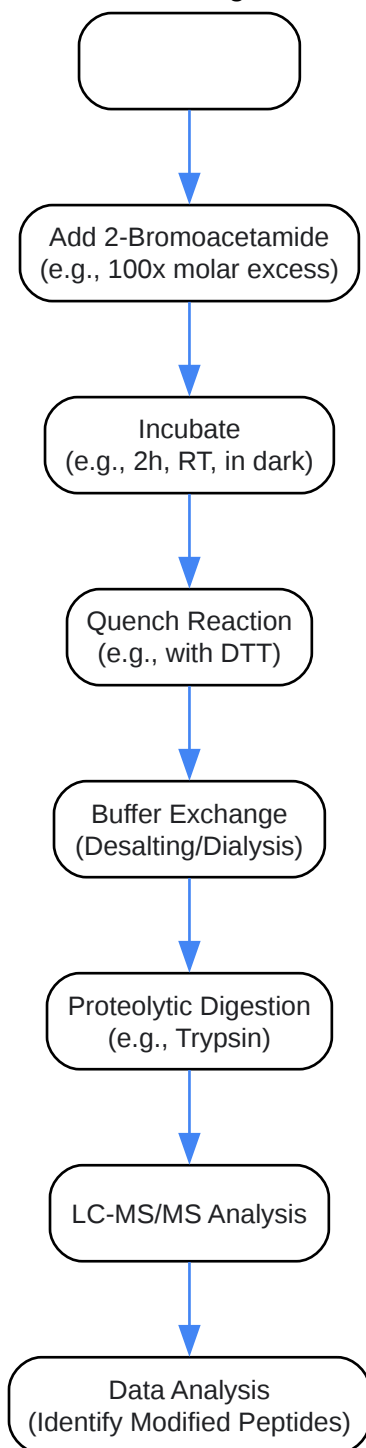 Add 2-Bromoacetamide
(e.g., 100x molar excess)
Incubate
(e.g., 2h, RT, in dark)
Quench Reaction
(e.g., with DTT)
Buffer Exchange
(Desalting/Dialysis)
Proteolytic Digestion
(e.g., Trypsin)
LC-MS/MS Analysis
Data Analysis
(Identify Modified Peptides)